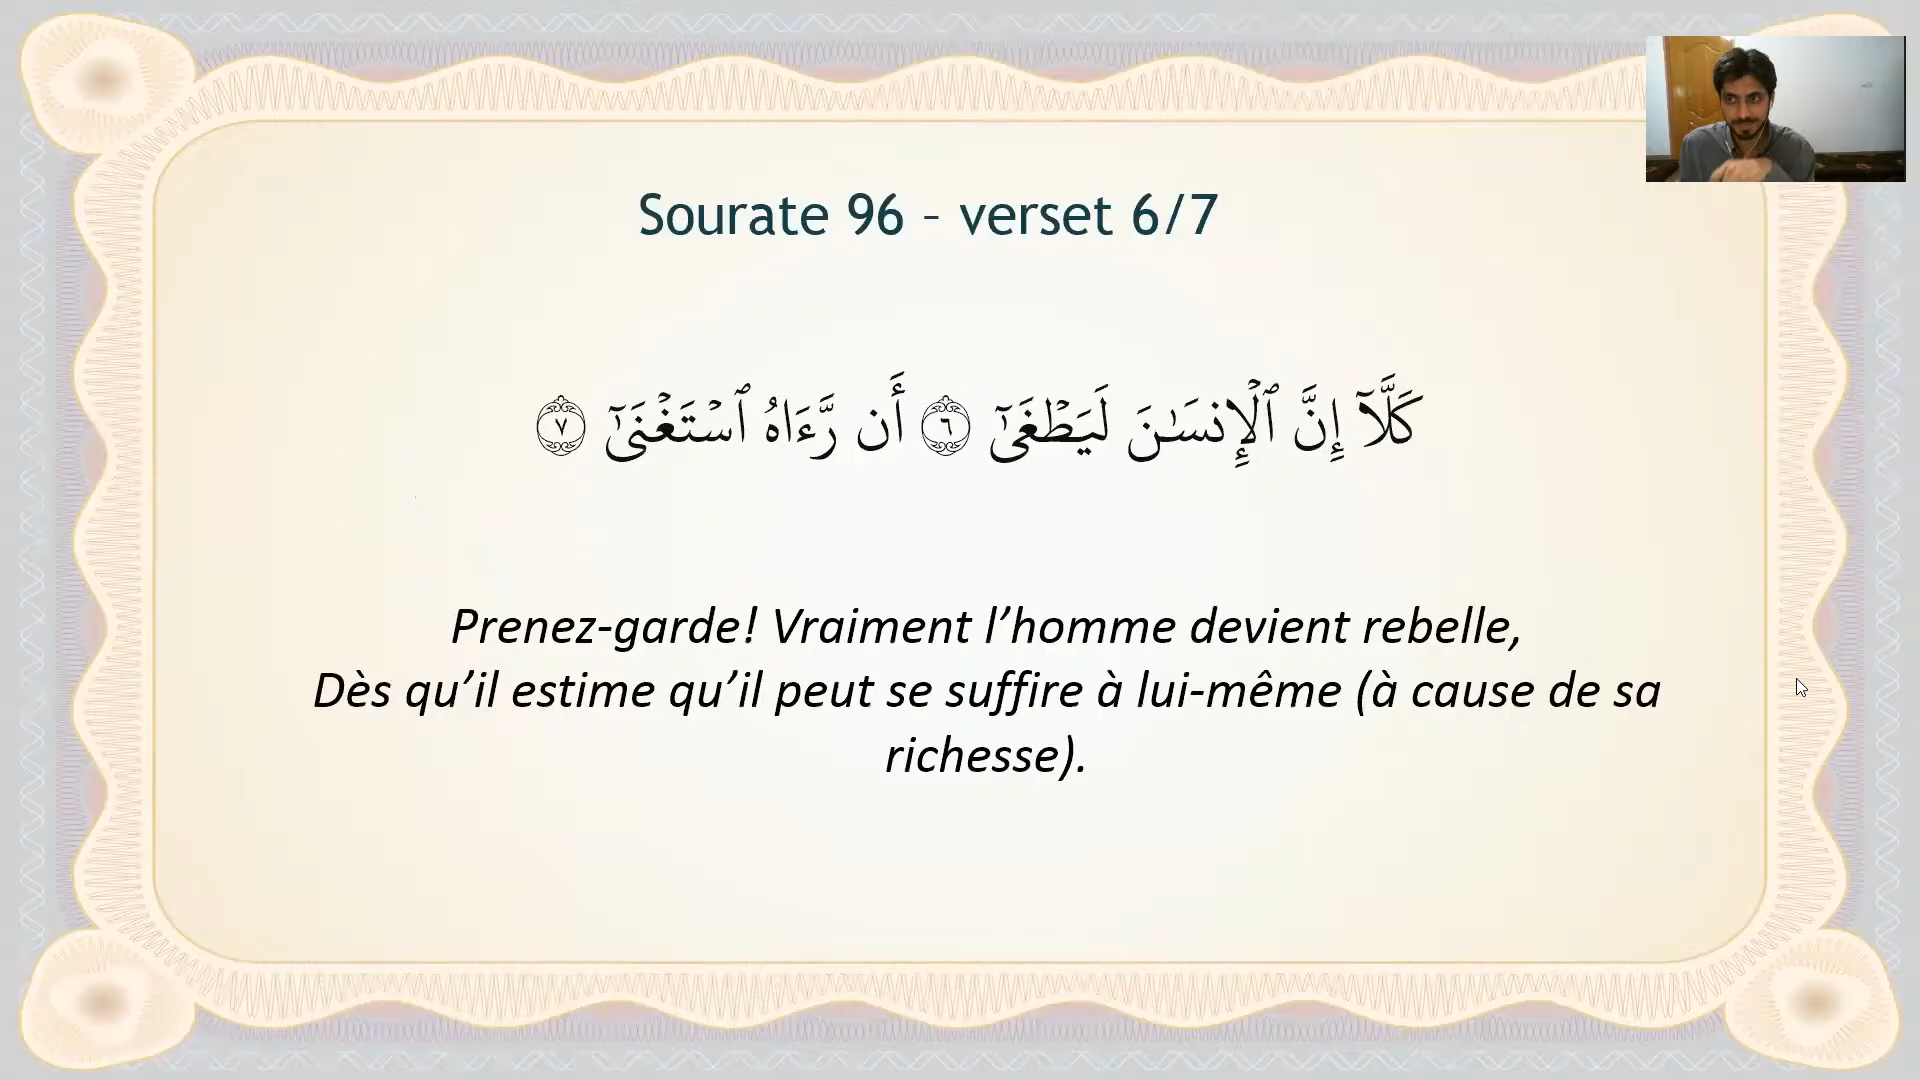 Sourate 96 – verset 6/7
كَلَّآ إِنَّ ٱلْإِنسَـٰنَ لَيَطْغَىٰٓ ٦ أَن رَّءَاهُ ٱسْتَغْنَىٰٓ ٧
Prenez-garde! Vraiment l’homme devient rebelle,
Dès qu’il estime qu’il peut se suffire à lui-même (à cause de sa
richesse).